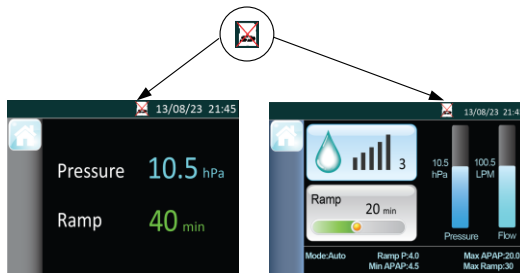 13/08/23 21:45
Pressure 10.5 hPa
Ramp 40 min
13/08/23 21:4
3
Ramp
20 min
10.5
hPa
100.5
LPM
Pressure Flow
Mode:Auto Ramp P:4.0 Max APAP:20.0
Min APAP:4.5 Max Ramp:30